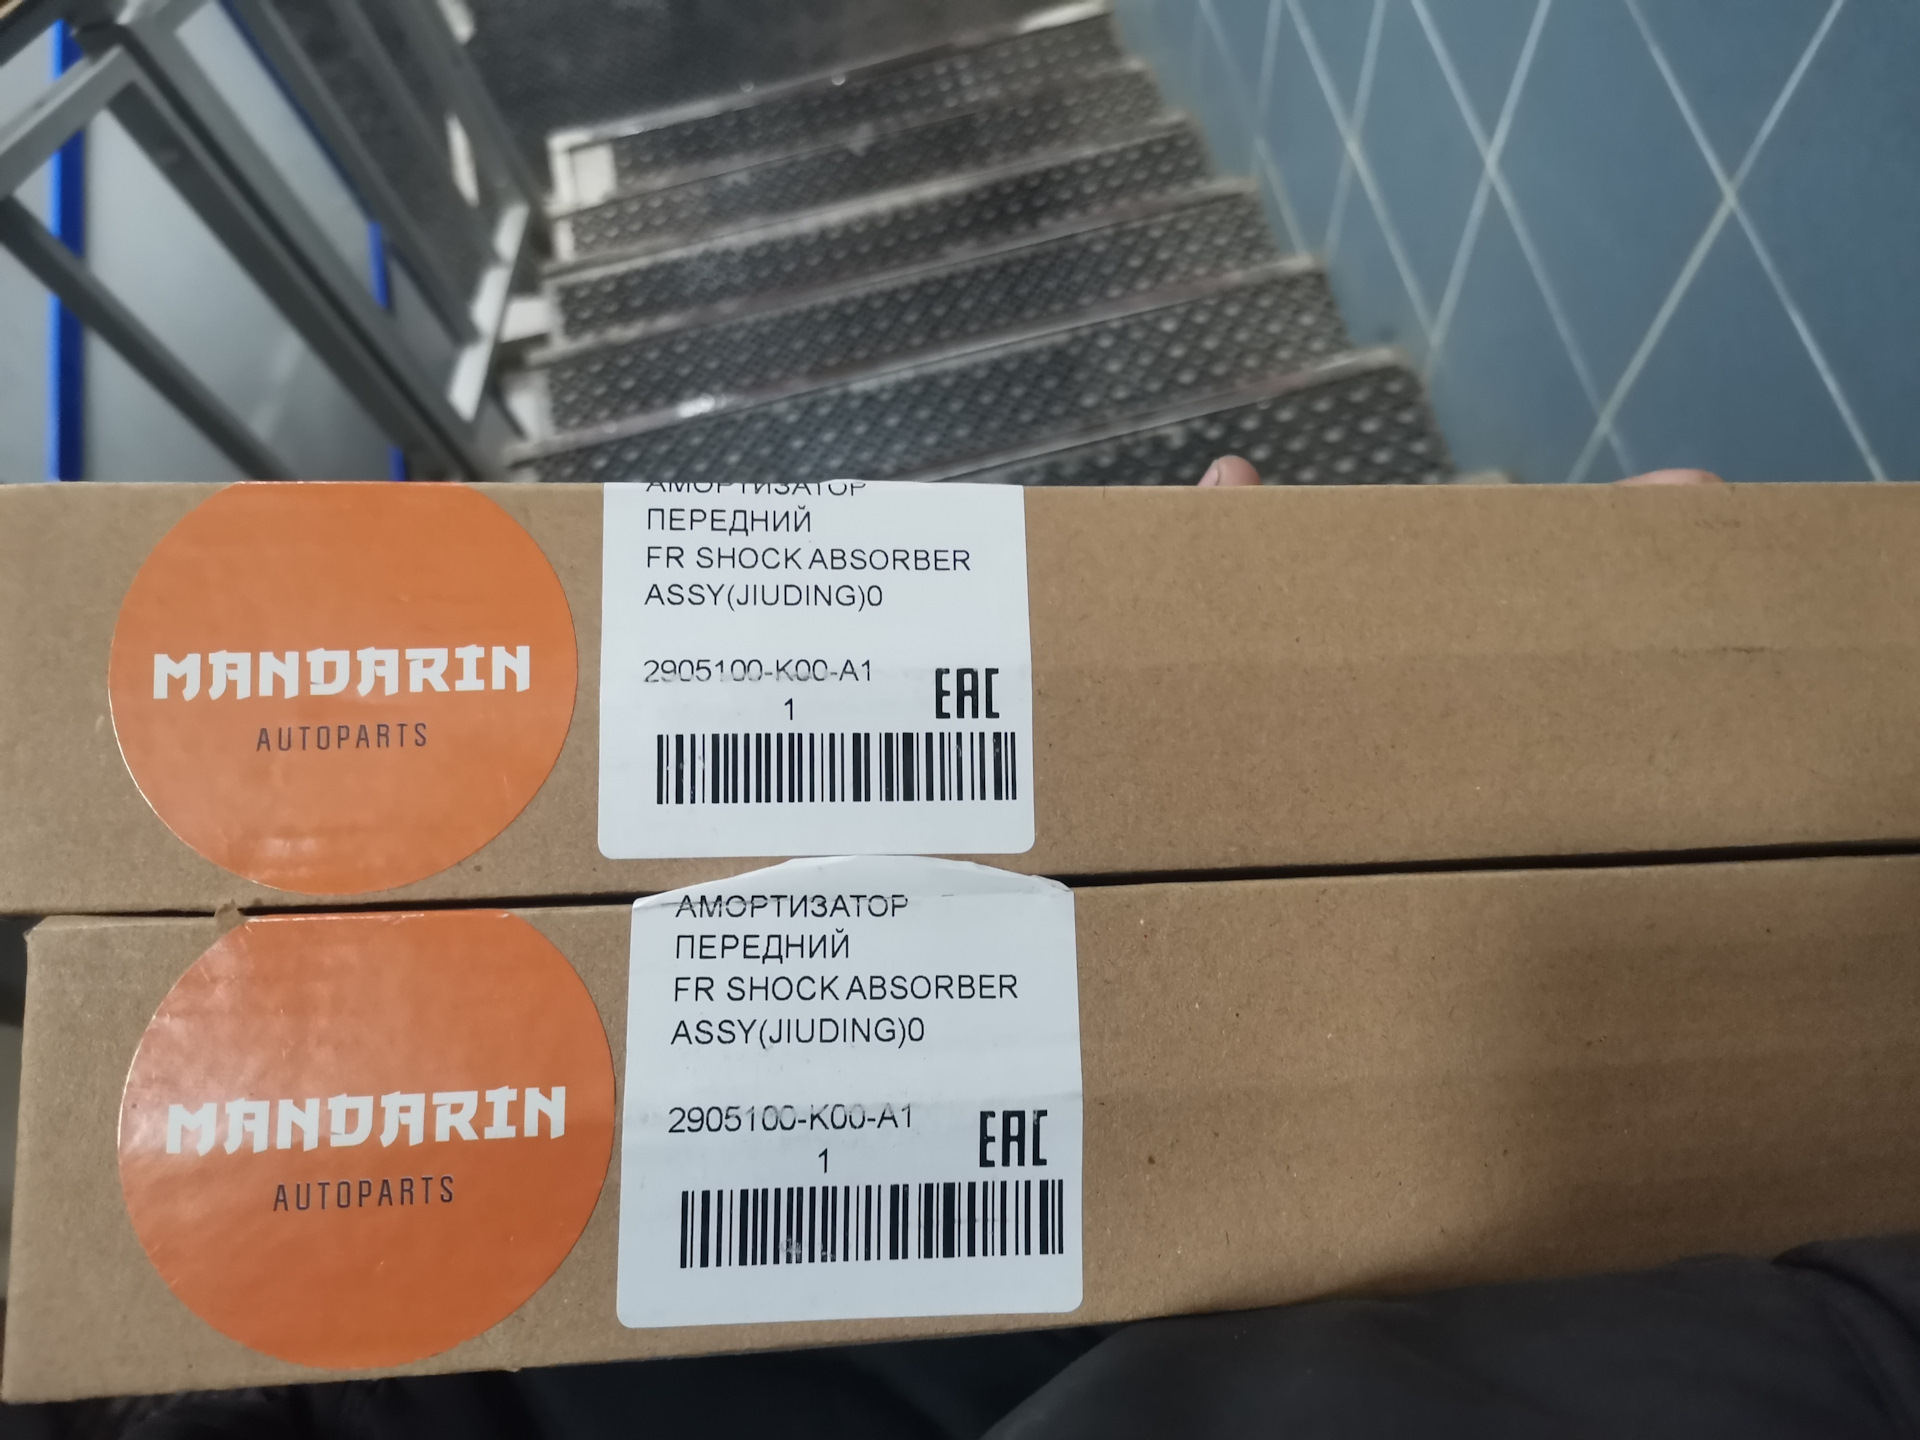 MANDARIN
AUTOPARTS
АМОРТИЗАТОР
ПЕРЕДНИЙ
FR SHOCK ABSORBER
ASSY(JIUDING)0
2905100-K00-A1
1
EAC
MANDARIN
AUTOPARTS
АМОРТИЗАТОР
ПЕРЕДНИЙ
FR SHOCK ABSORBER
ASSY(JIUDING)0
2905100-K00-A1
1
EAC